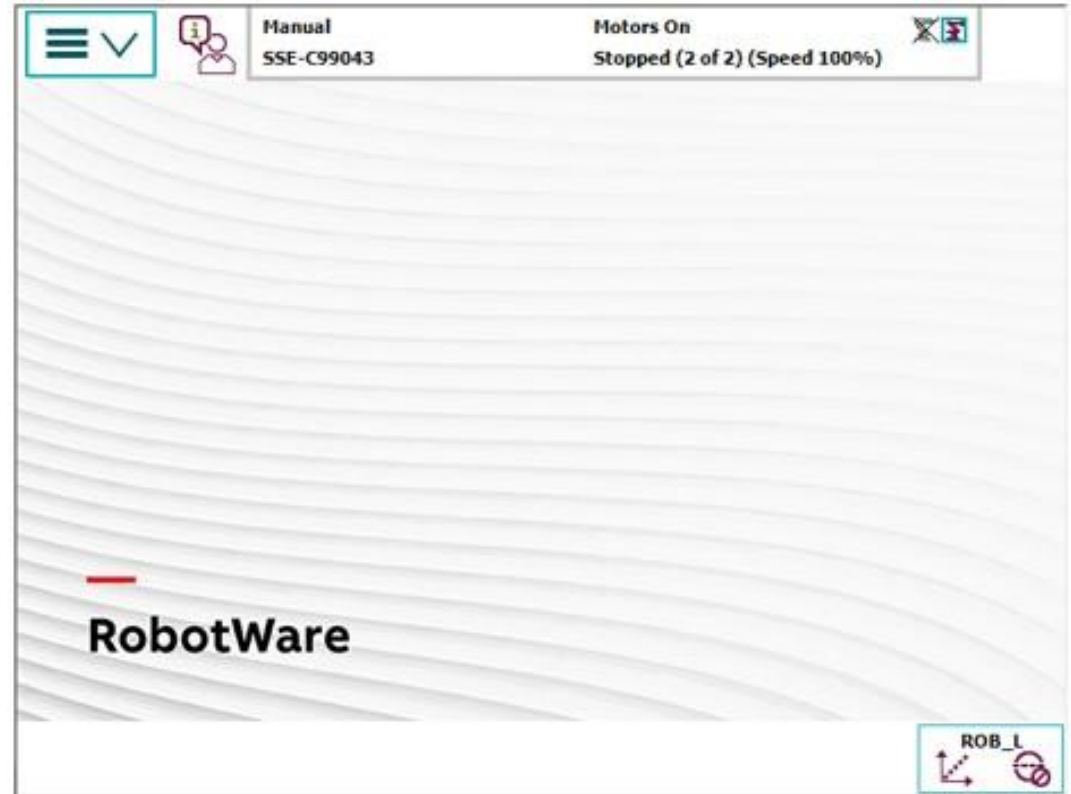 Manual
SSE-C99043
Motors On
Stopped (2 of 2) (Speed 100%)
RobotWare
ROB_L